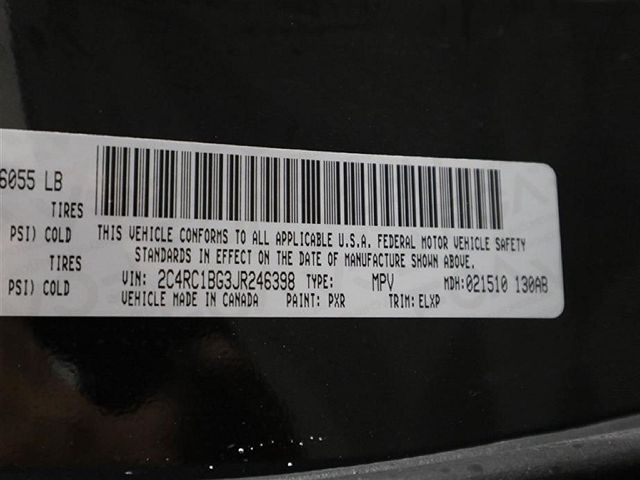 6055 LB
TIRES
PSI) COLD
TIRES
PSI) COLD
THIS VEHICLE CONFORMS TO ALL APPLICABLE U.S.A. FEDERAL MOTOR VEHICLE SAFETY
STANDARDS IN EFFECT ON THE DATE OF MANUFACTURE SHOWN ABOVE.
VIN: 2C4RC1BG3JR246398 TYPE: MPV MDH: 021510 130AB
VEHICLE MADE IN CANADA PAINT: PXR TRIM: ELXP